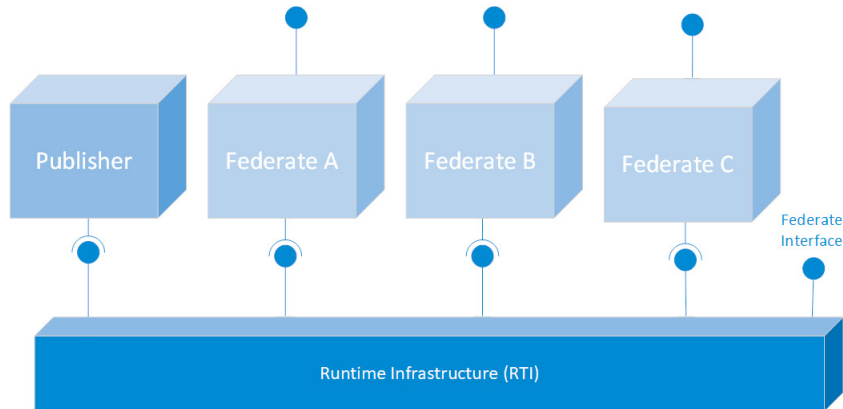 Publisher
Federate A
Federate B
Federate C
Federate
Interface
Runtime Infrastructure (RTI)